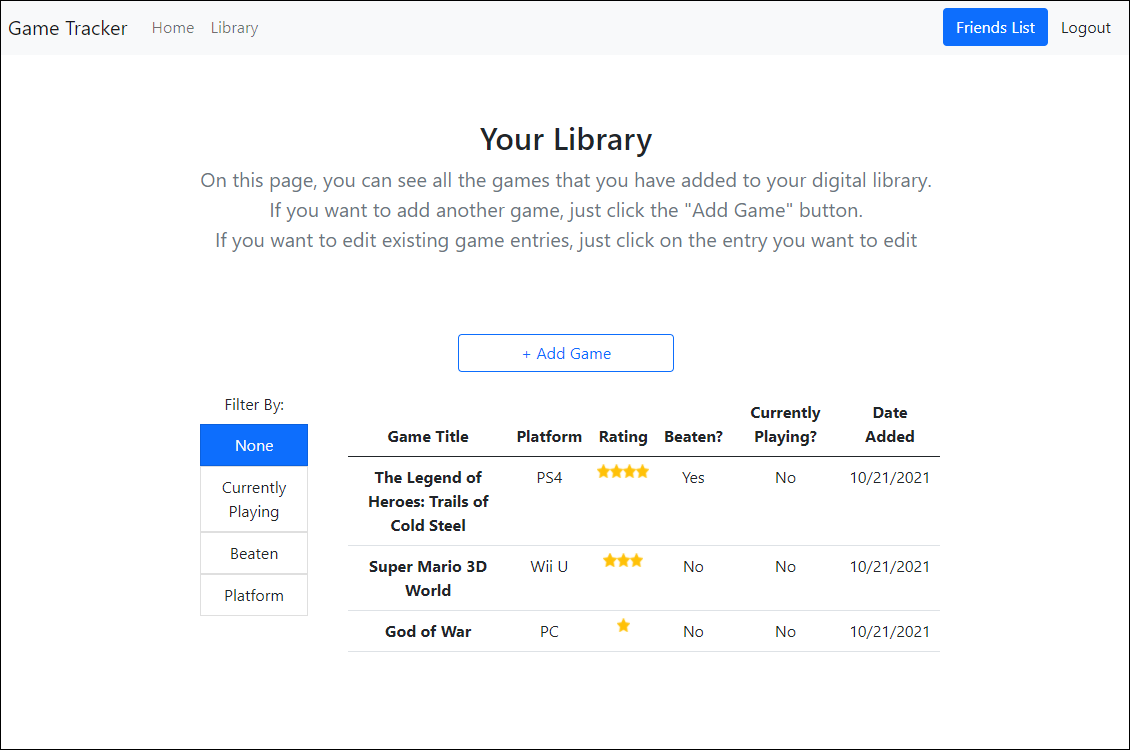 Game Tracker Home Library Friends List Logout
Your Library
On this page, you can see all the games that you have added to your digital library.
If you want to add another game, just click the "Add Game" button.
If you want to edit existing game entries, just click on the entry you want to edit
+ Add Game
Filter By:
None
Currently
Playing
Beaten
Platform
Game Title Platform Rating Beaten? Currently Playing? Date Added
The Legend of Heroes: Trails of Cold Steel PS4 Yes No 10/21/2021
Super Mario 3D World Wii U No No 10/21/2021
God of War PC No No 10/21/2021